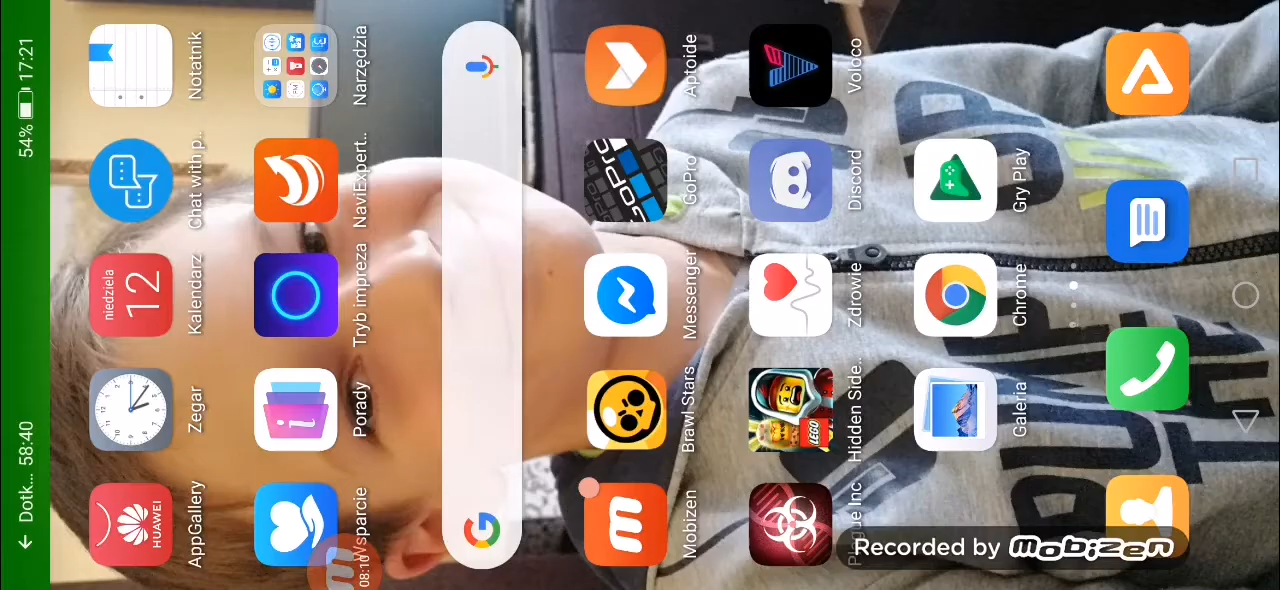 ← Dotk... 58:40 54% 17:21
HUAWEI
niedziela
12
AppGallery Zegar Kalendarz Chat with p.. Notatnik
Wsparcie Porady Tryb impreza NaviExpert.. Narzędzia
08:10
GoPro
Mobizen Brawl Stars Messenger GoPro Aptoide
LEGO
Plague Inc Hidden Side.. Zdrowie Discord Voloco
Galeria Chrome Gry Play
Recorded by mobizen